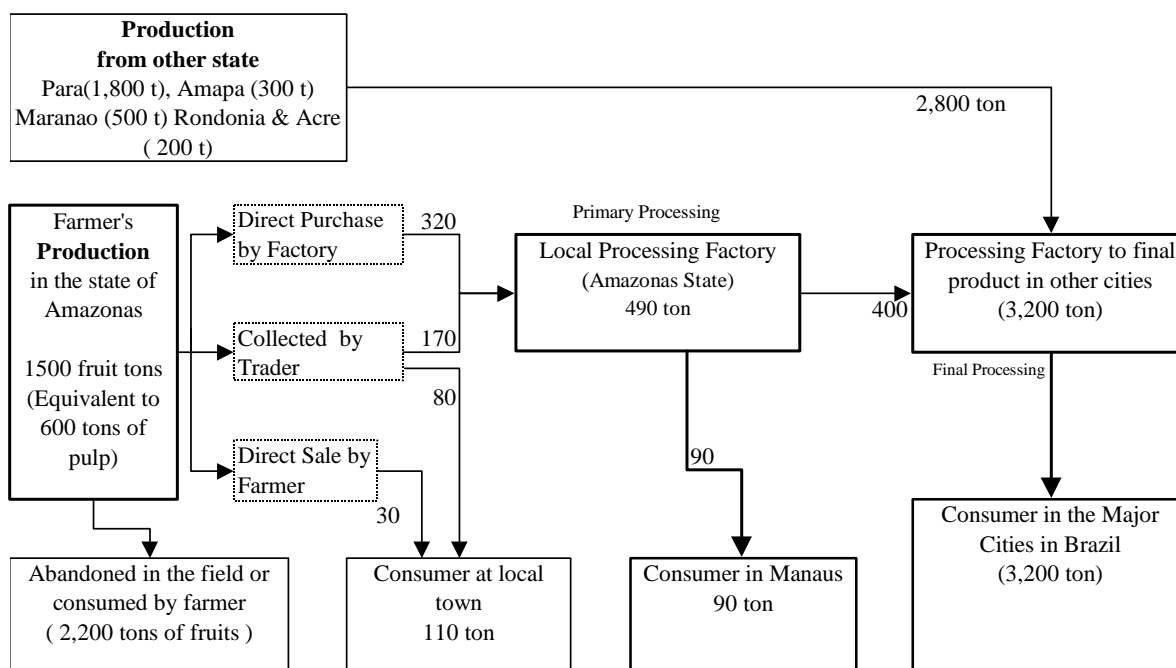 Production
from other state
Para(1,800 t), Amapa (300 t)
Maranao (500 t) Rondonia & Acre
( 200 t)
2,800 ton
Farmer's
Production
in the state of
Amazonas
1500 fruit tons
(Equivalent to
600 tons of
pulp)
Direct Purchase
by Factory
320
Collected by
Trader
170
80
Direct Sale by
Farmer
30
Primary Processing
Local Processing Factory
(Amazonas State)
490 ton
400
90
Processing Factory to final
product in other cities
(3,200 ton)
Final Processing
Abandoned in the field or
consumed by farmer
( 2,200 tons of fruits )
Consumer at local
town
110 ton
Consumer in Manaus
90 ton
Consumer in the Major
Cities in Brazil
(3,200 ton)